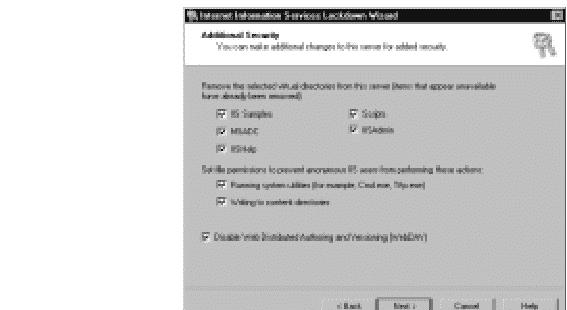 Internet Information Services Lockdown Wizard
Additional Security
You can make additional changes to this server for added security.
Remove the selected virtual directories from this server (items that appear unavailable
have already been removed):
IIS Samples
Scripts
MSADC
IISAdmin
IISHelp
Set file permissions to prevent anonymous IIS users from performing these actions:
Running system utilities (for example, Cmd.exe, Tftp.exe)
Writing to content directories
Disable Web Distributed Authoring and Versioning (WebDAV)
< Back
Next >
Cancel
Help